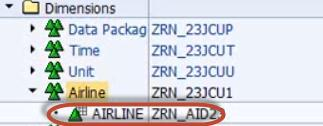 Dimensions
Data Packag ZRN_23JCUP
Time ZRN_23JCUT
Unit ZRN_23JCUU
Airline ZRN_23JCU1
AIRLINE ZRN_AID2